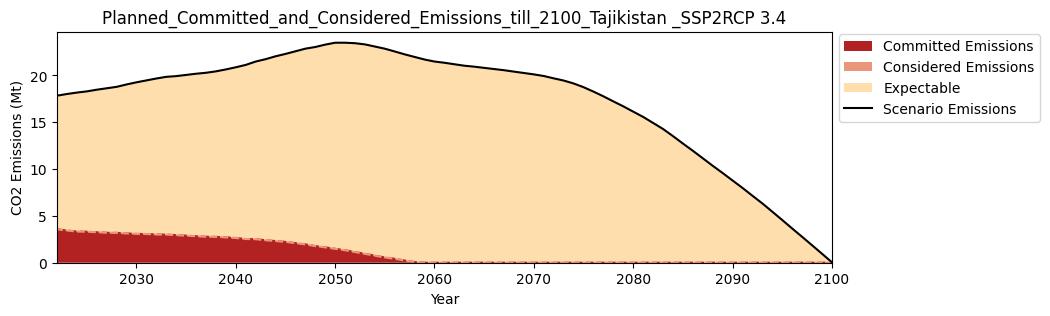 Planned_Committed_and_Considered_Emissions_till_2100_Tajikistan _SSP2RCP 3.4
Committed Emissions
Considered Emissions
Expectable
Scenario Emissions
CO2 Emissions (Mt)
20
15
10
5
0
2030 2040 2050 2060 2070 2080 2090 2100
Year